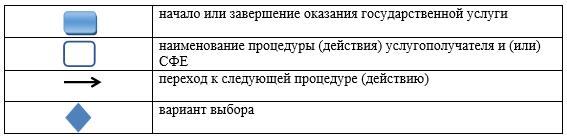 начало или завершение оказания государственной услуги
наименование процедуры (действия) услугополучателя и (или)
СФЕ
переход к следующей процедуре (действию)
вариант выбора